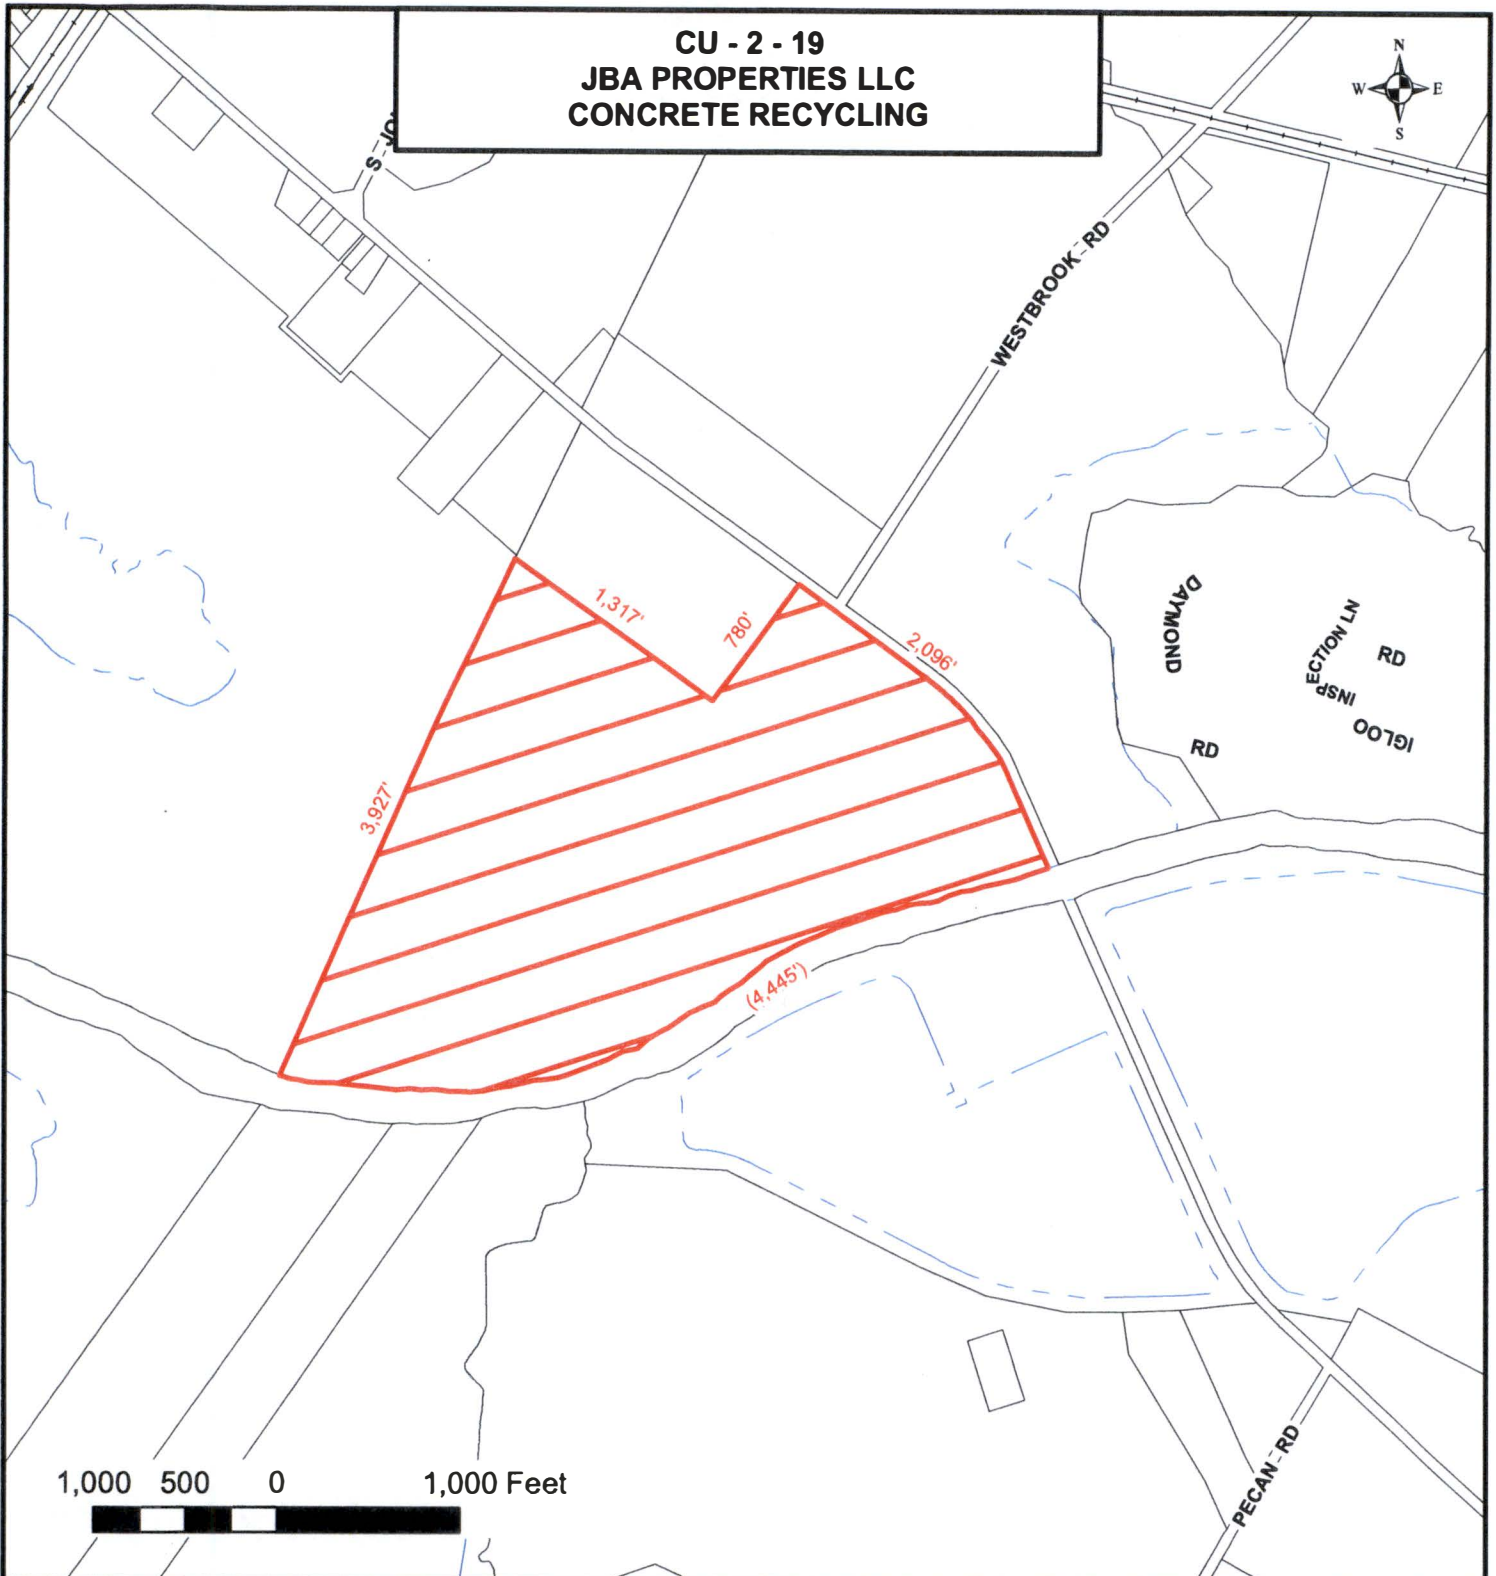 CU - 2 - 19
JBA PROPERTIES LLC
CONCRETE RECYCLING
N
W E
S
S
WESTBROOK RD
1,317'
780'
2,096'
3,927'
(4,445')
DAYMOND
RD
INSPECTION LN
IGLOO
RD
PECAN RD
1,000 500 0 1,000 Feet